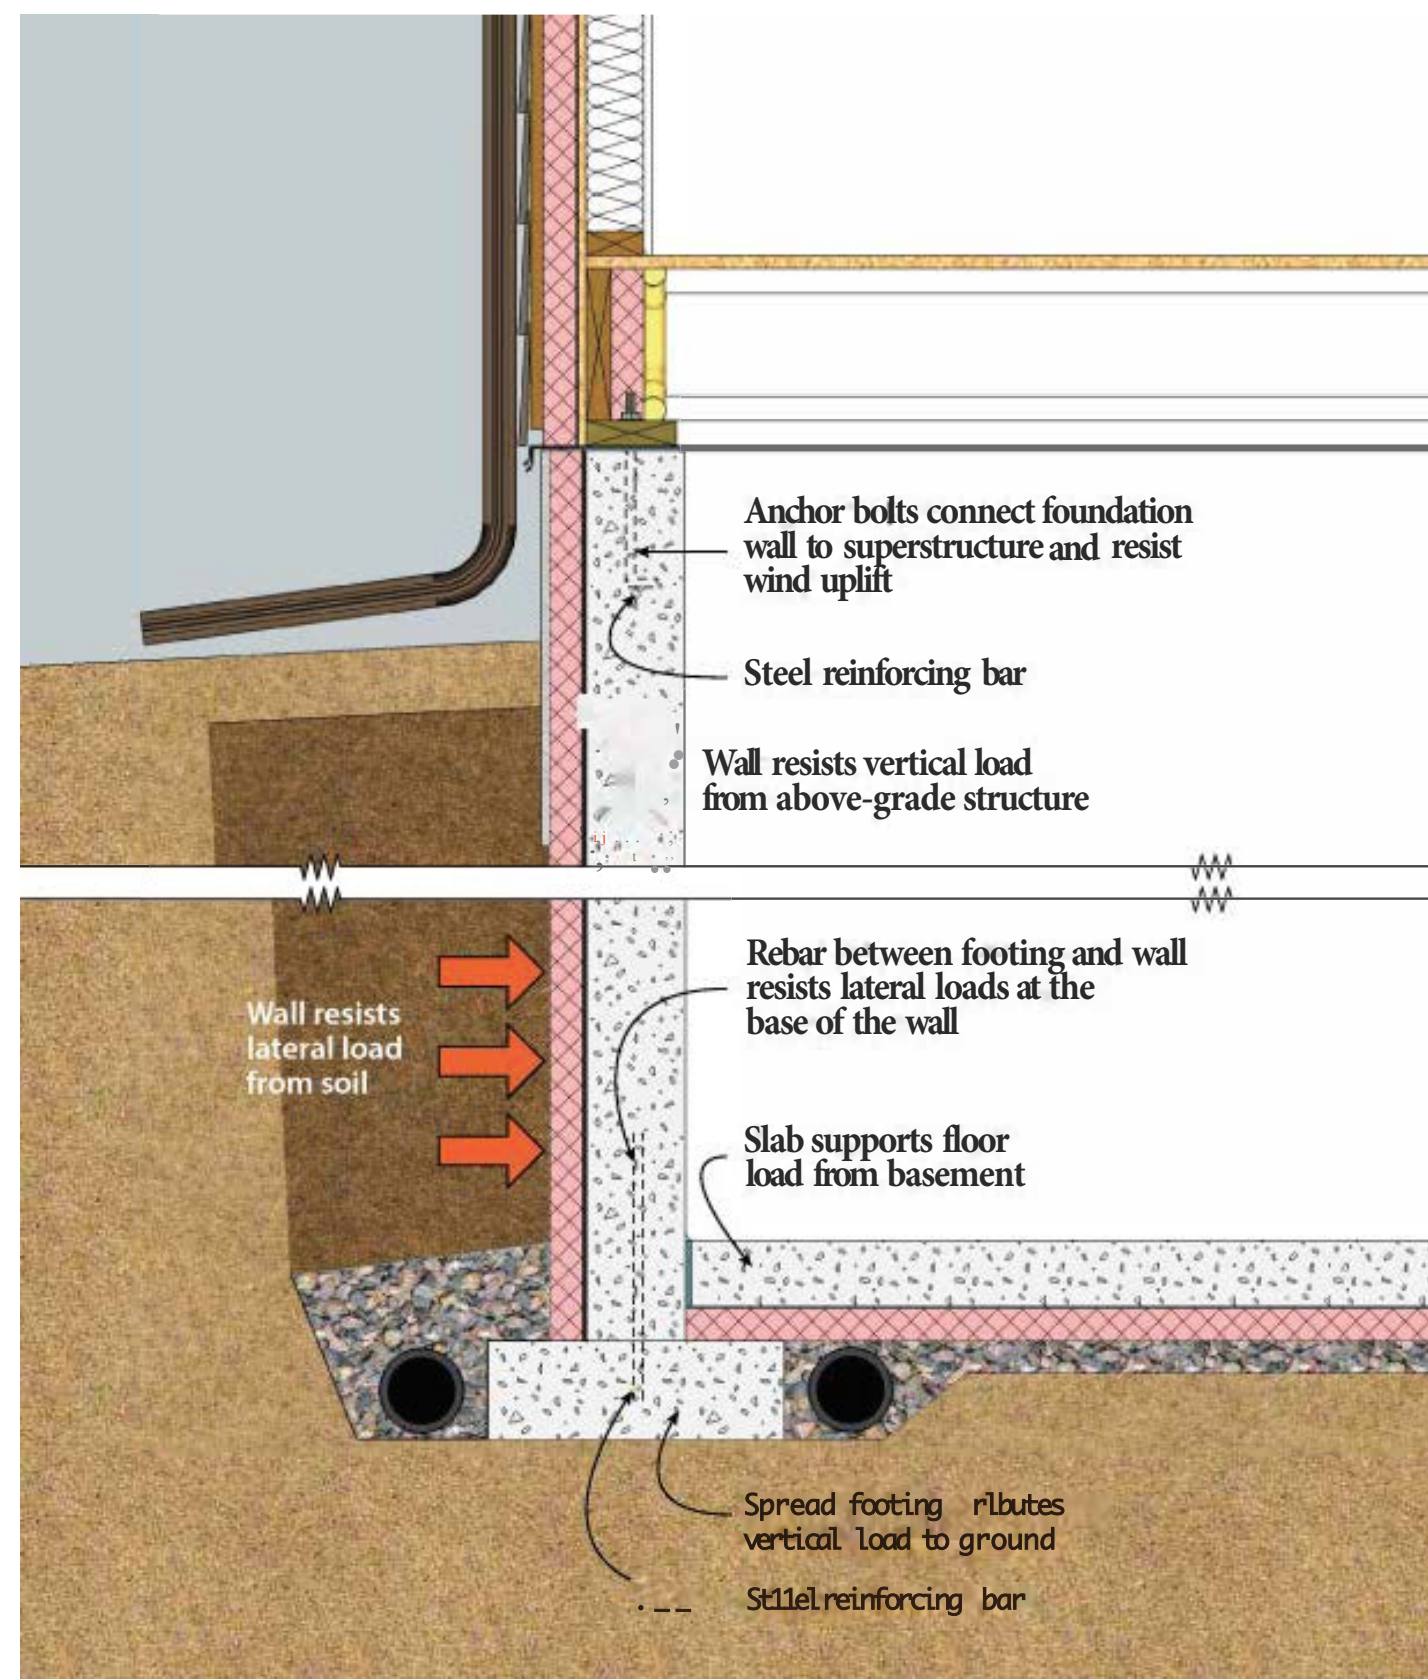 Anchor bolts connect foundation
wall to superstructure and resist
wind uplift
Steel reinforcing bar
Wall resists vertical load
from above-grade structure
Rebar between footing and wall
resists lateral loads at the
base of the wall
Wall resists
lateral load
from soil
Slab supports floor
load from basement
Spread footing rlbutes
vertical load to ground
St11el reinforcing bar